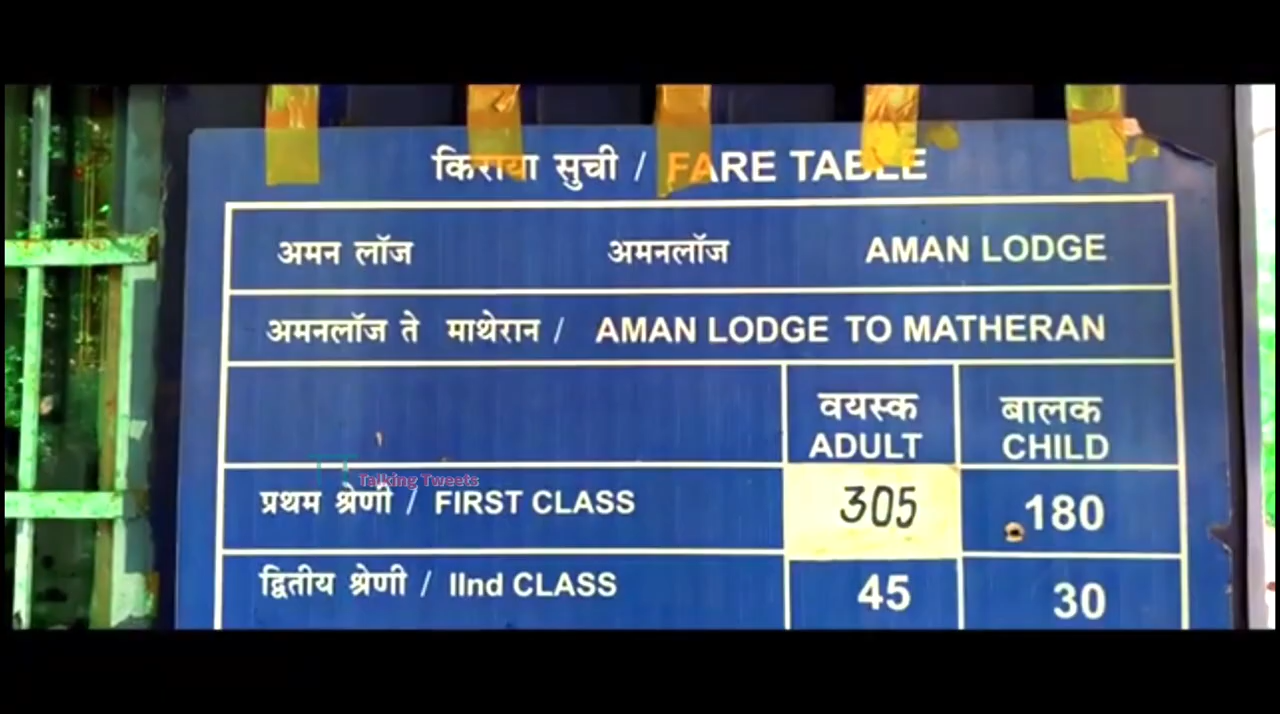 किराया सुची / FARE TABLE
अमन लॉज अमनलॉज AMAN LODGE
अमनलॉज ते माथेरान / AMAN LODGE TO MATHERAN
वयस्क बालक
ADULT CHILD
Talking Tweets
प्रथम श्रेणी / FIRST CLASS 305 180
द्वितीय श्रेणी / IInd CLASS 45 30